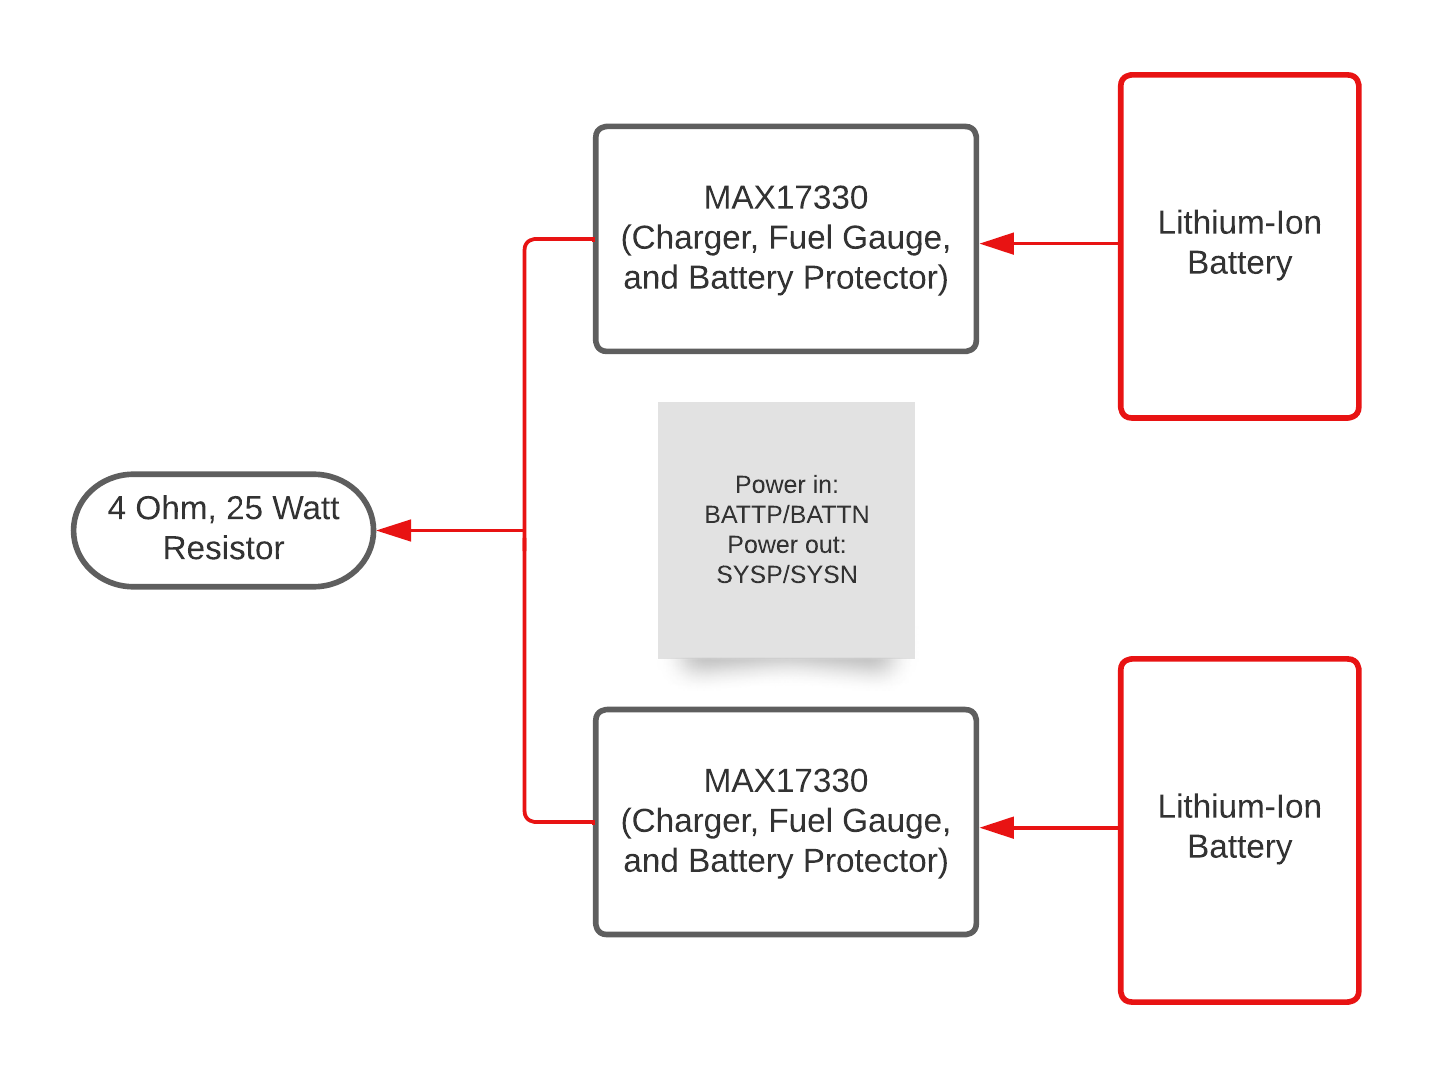 MAX17330
(Charger, Fuel Gauge,
and Battery Protector)
Lithium-Ion
Battery
4 Ohm, 25 Watt
Resistor
Power in:
BATTP/BATTN
Power out:
SYSP/SYSN
MAX17330
(Charger, Fuel Gauge,
and Battery Protector)
Lithium-Ion
Battery